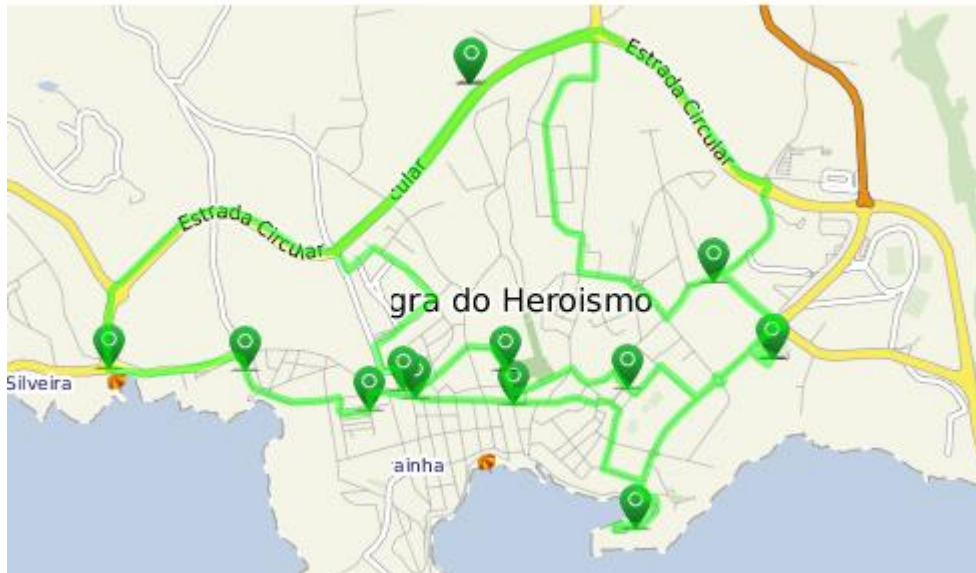 Estrada Circular
cular
Estrada Circular
gra do Heroismo
Silveira
ainha